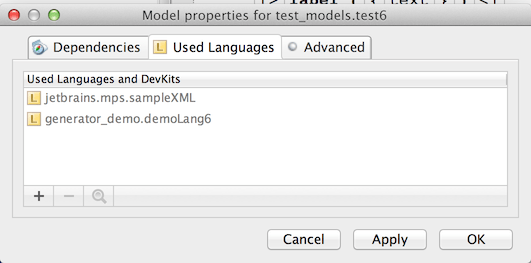 Model properties for test_models.test6
Dependencies
L Used Languages
Advanced
Used Languages and DevKits
L jetbrains.mps.sampleXML
L generator_demo.demoLang6
Cancel
Apply
OK